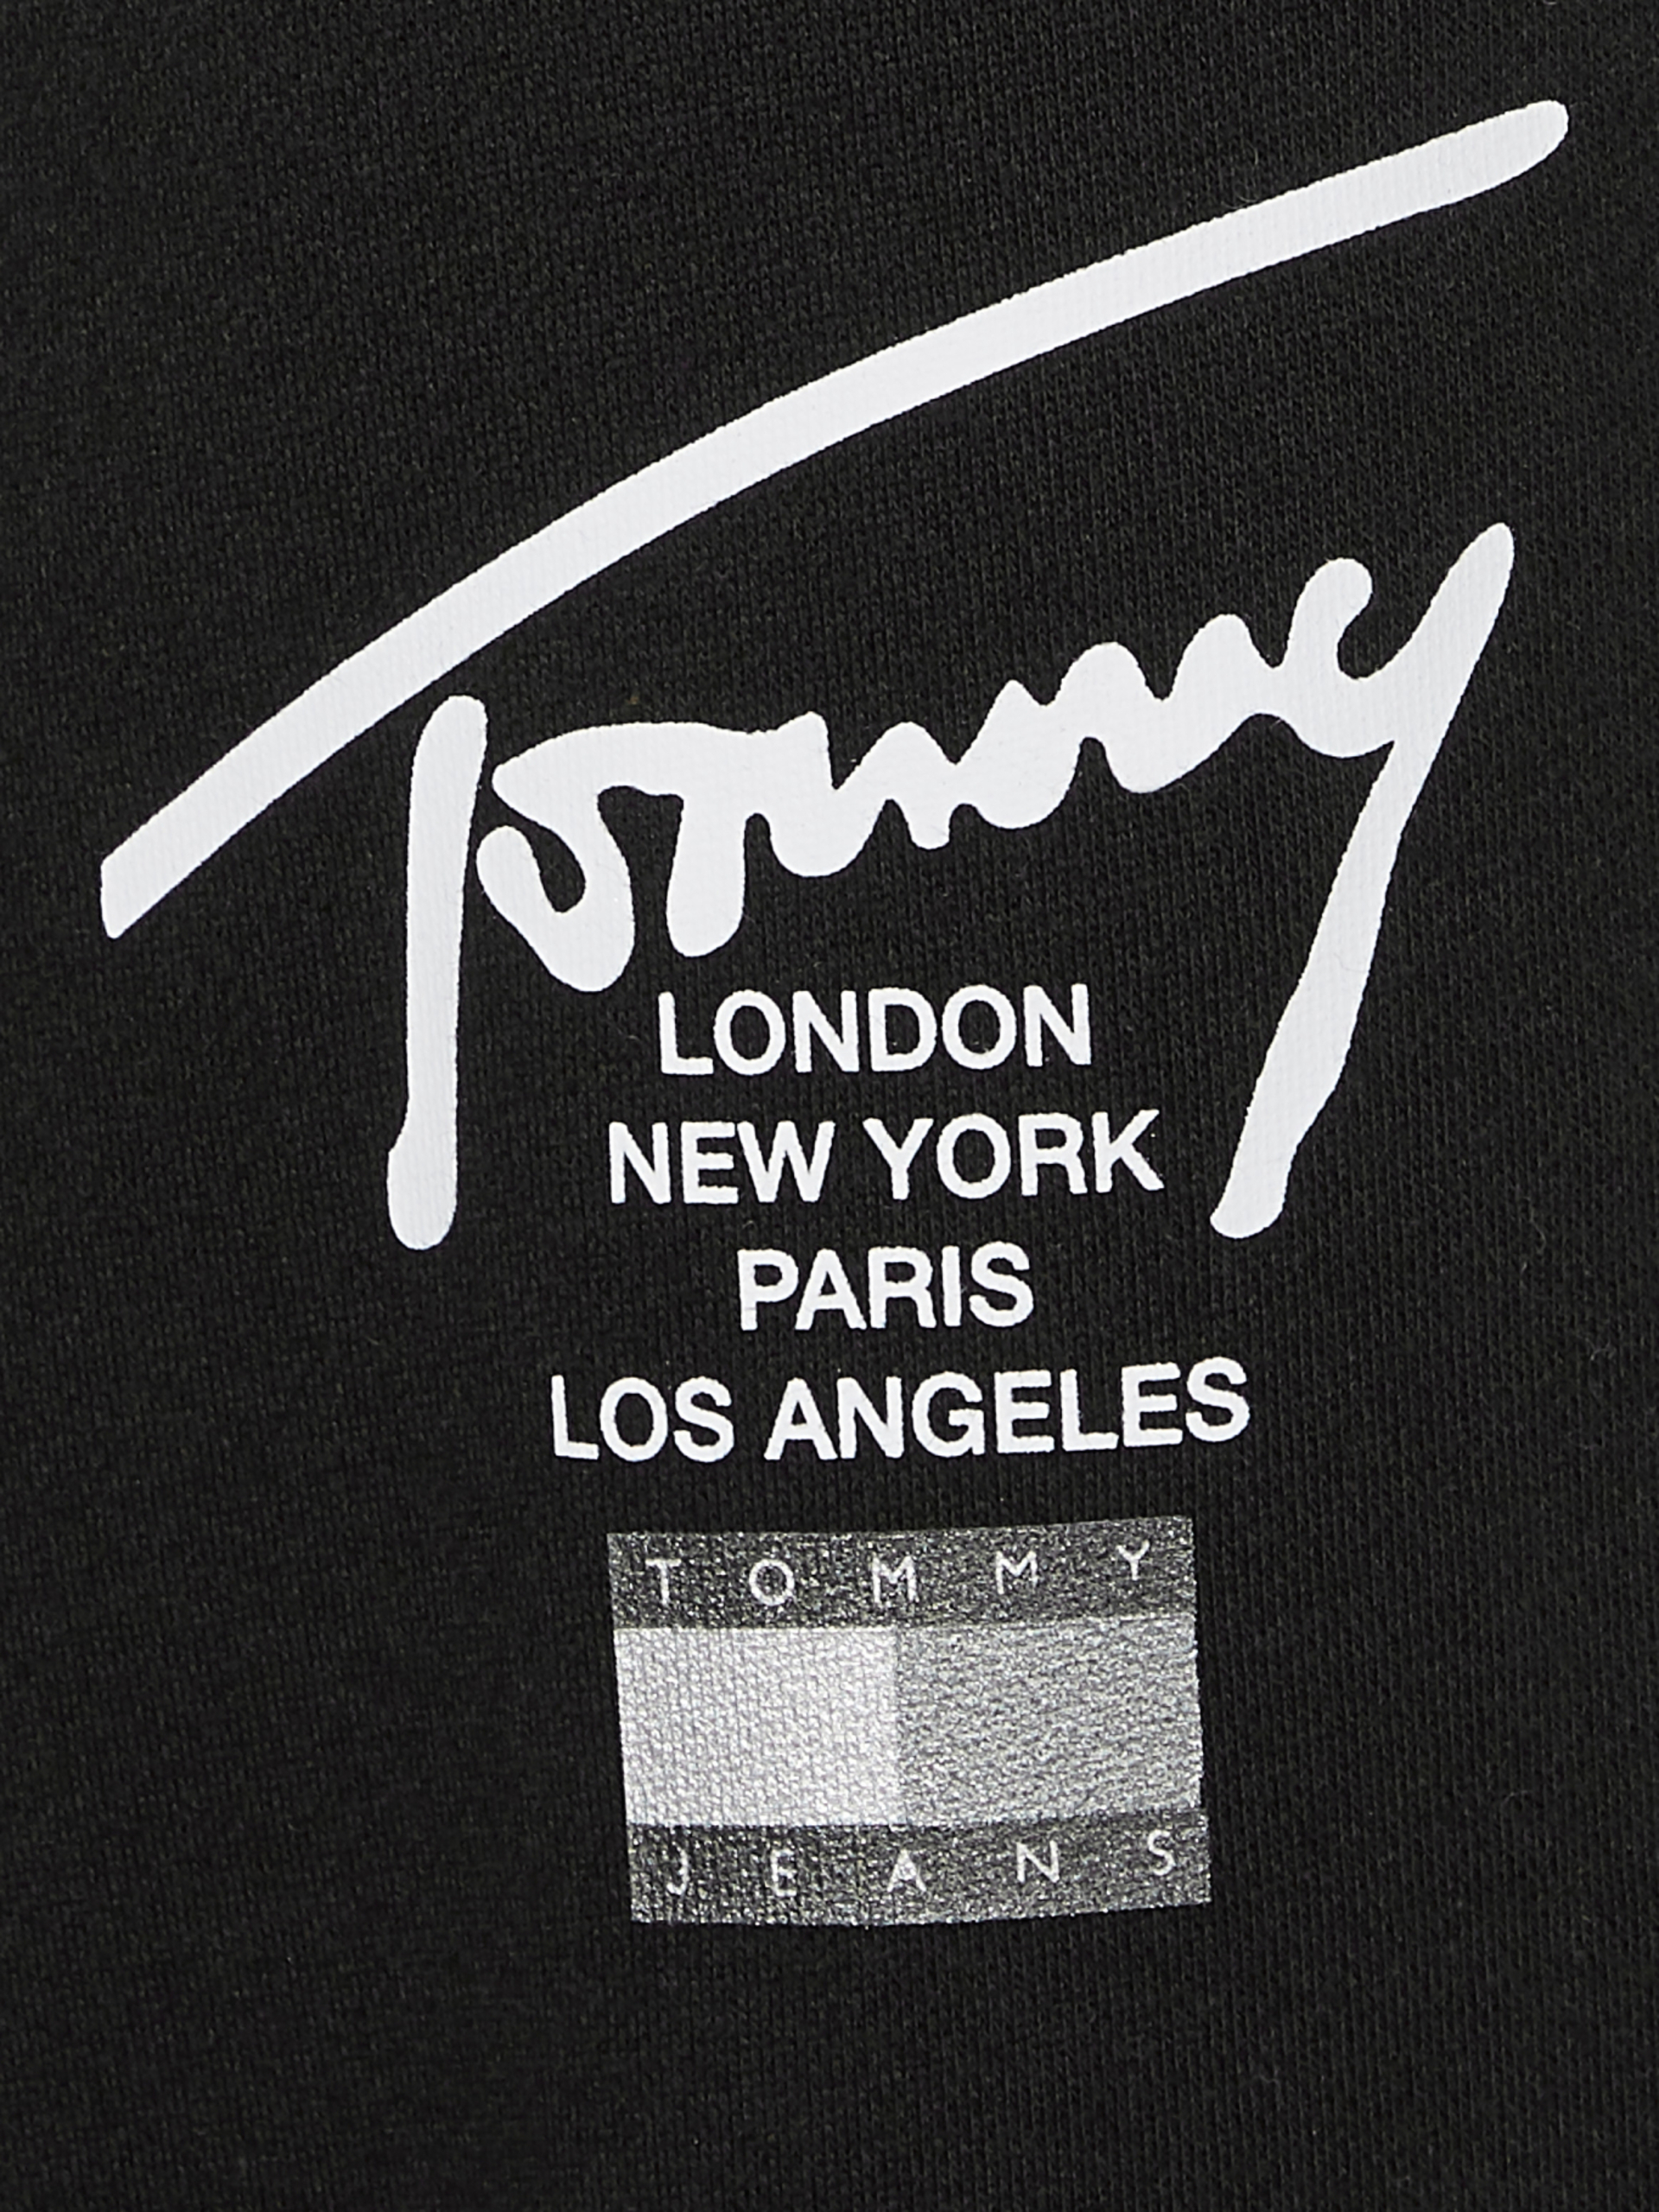 Tommy
LONDON
NEW YORK
PARIS
LOS ANGELES
TOMMY
JEANS